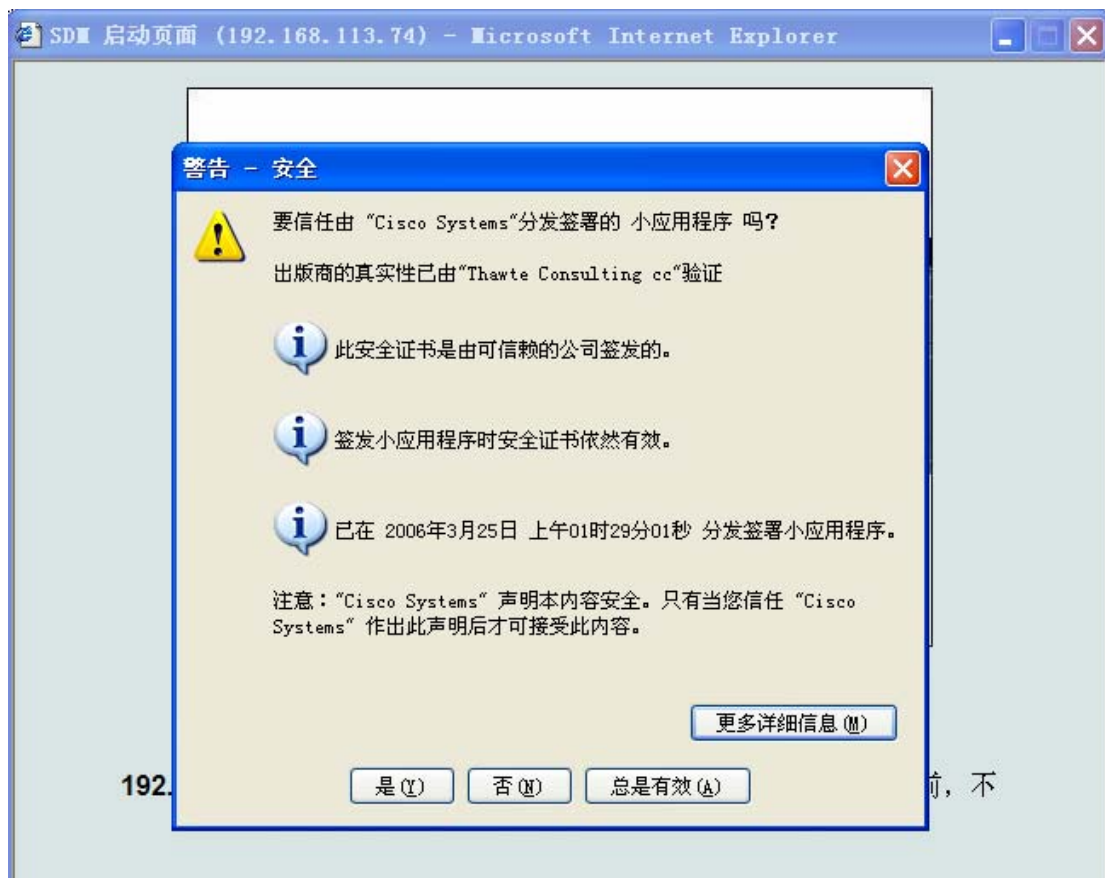 SDM 启动页面 (192.168.113.74) - Microsoft Internet Explorer
警告 - 安全
要信任由 "Cisco Systems"分发签署的 小应用程序 吗?
出版商的真实性已由"Thawte Consulting cc"验证
此安全证书是由可信赖的公司签发的。
签发小应用程序时安全证书依然有效。
已在 2006年3月25日 上午01时29分01秒 分发签署小应用程序。
注意："Cisco Systems" 声明本内容安全。只有当您信任 "Cisco
Systems" 作出此声明后才可接受此内容。
更多详细信息(M)
192. 前，不
是(Y) 否(N) 总是有效(A)